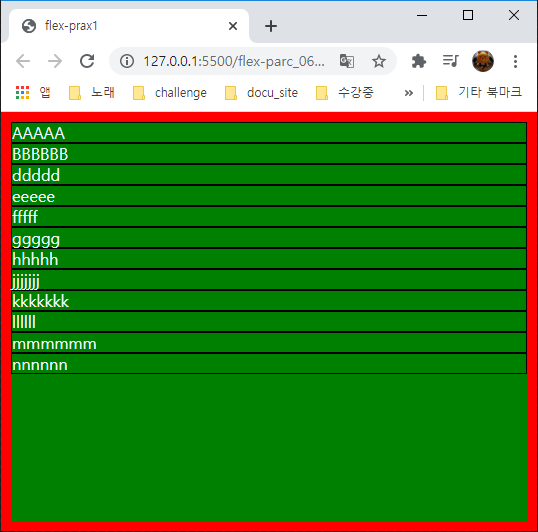 flex-prax1
127.0.0.1:5500/flex-parc_06...
앱 노래 challenge docu_site 수강중 » 기타 북마크
AAAAA
BBBBBB
ddddd
eeeee
fffff
ggggg
hhhhh
jjjjjjj
kkkkkkk
llllll
mmmmmm
nnnnnn